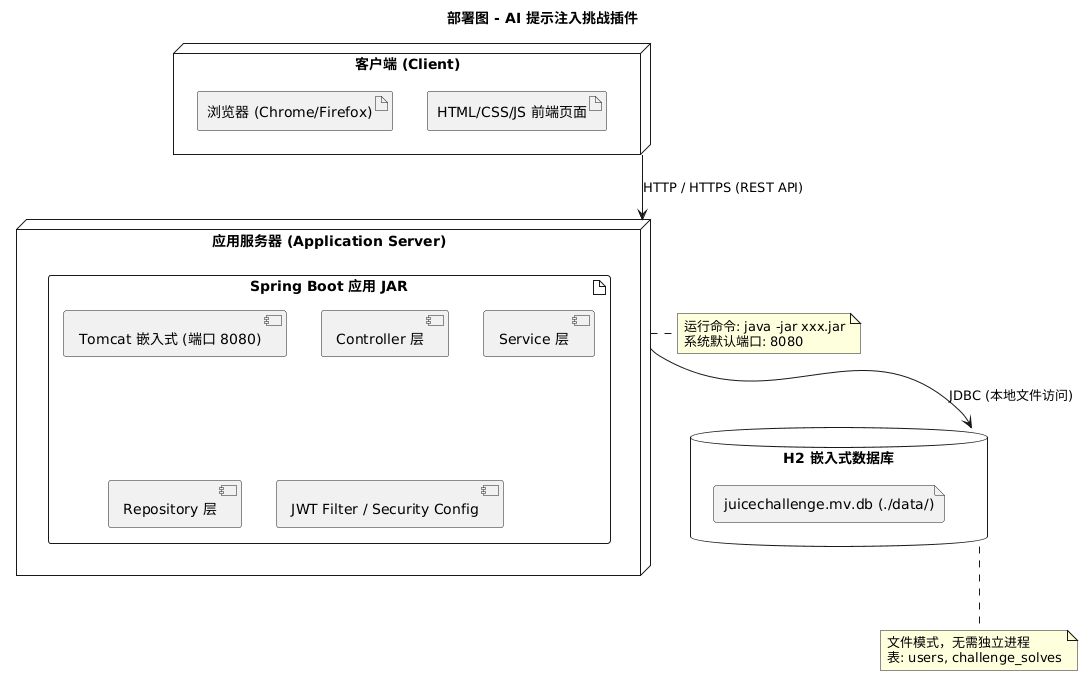 部署图 - AI 提示注入挑战插件
客户端 (Client)
浏览器 (Chrome/Firefox)
HTML/CSS/JS 前端页面
HTTP / HTTPS (REST API)
应用服务器 (Application Server)
Spring Boot 应用 JAR
Tomcat 嵌入式 (端口 8080)
Controller 层
Service 层
Repository 层
JWT Filter / Security Config
运行命令: java -jar xxx.jar
系统默认端口: 8080
JDBC (本地文件访问)
H2 嵌入式数据库
juicechallenge.mv.db (./data/)
文件模式，无需独立进程
表: users, challenge_solves